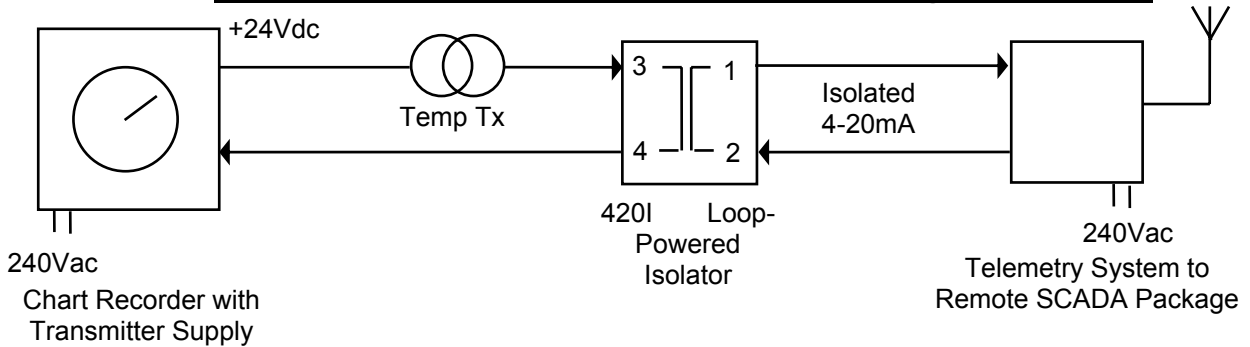 +24Vdc
Temp Tx
3
1
4
2
Isolated
4-20mA
420I Loop-
Powered
Isolator
240Vac
Chart Recorder with
Transmitter Supply
240Vac
Telemetry System to
Remote SCADA Package